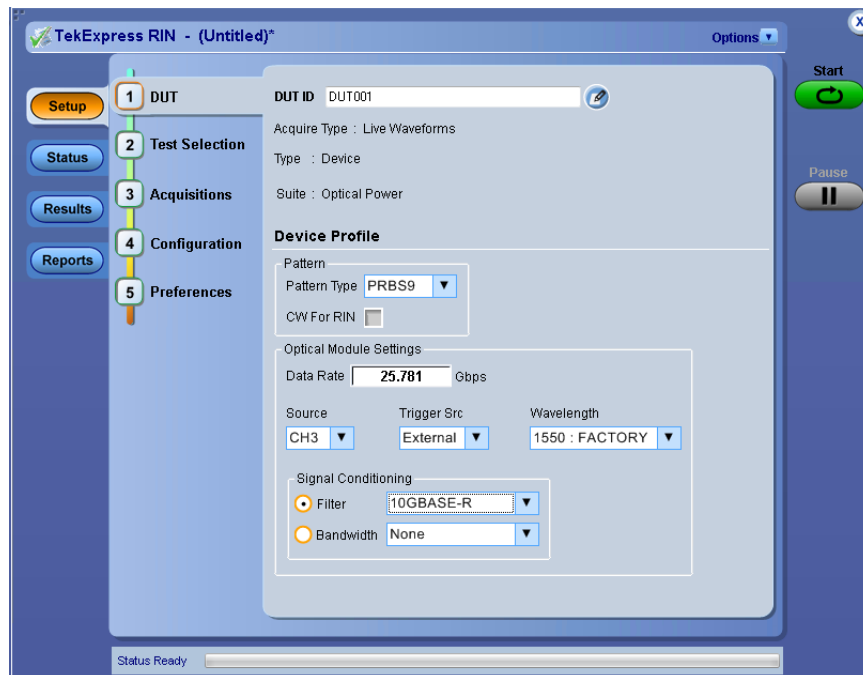 TekExpress RIN - (Untitled)*
Options
X
Start
Pause
Setup
Status
Results
Reports
1 DUT
2 Test Selection
3 Acquisitions
4 Configuration
5 Preferences
DUT ID DUT001
Acquire Type : Live Waveforms
Type : Device
Suite : Optical Power
Device Profile
Pattern
Pattern Type PRBS9
CW For RIN
Optical Module Settings
Data Rate 25.781 Gbps
Source Trigger Src Wavelength
CH3 External 1550 : FACTORY
Signal Conditioning
Filter 10GBASE-R
Bandwidth None
Status Ready